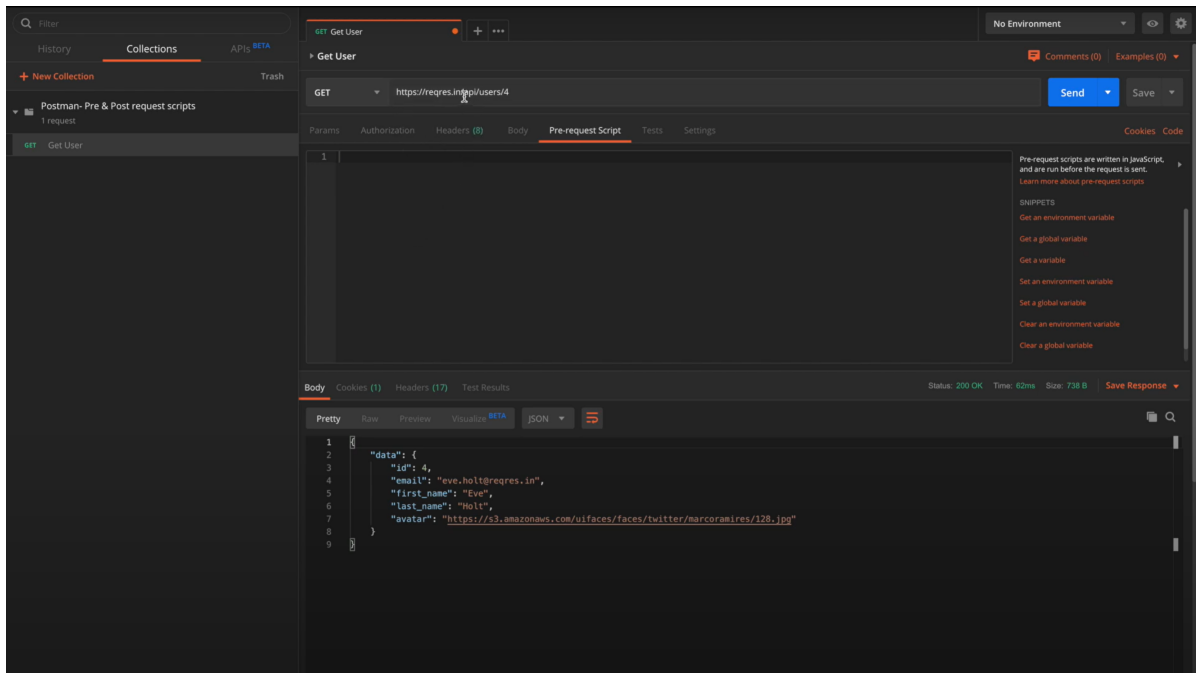 Filter
History Collections APIs BETA
+ New Collection Trash
Postman- Pre & Post request scripts
1 request
GET Get User
GET Get User
No Environment
Get User
Comments (0) Examples (0)
GET https://reqres.in/api/users/4 Send Save
Params Authorization Headers (8) Body Pre-request Script Tests Settings Cookies Code
1
Pre-request scripts are written in JavaScript,
and are run before the request is sent.
Learn more about pre-request scripts
SNIPPETS
Get an environment variable
Get a global variable
Get a variable
Set an environment variable
Set a global variable
Clear an environment variable
Clear a global variable
Body Cookies (1) Headers (17) Test Results Status: 200 OK Time: 62ms Size: 738 B Save Response
Pretty Raw Preview Visualize BETA JSON
1 {
2 "data": {
3 "id": 4,
4 "email": "eve.holt@reqres.in",
5 "first_name": "Eve",
6 "last_name": "Holt",
7 "avatar": "https://s3.amazonaws.com/uifaces/faces/twitter/marcoramires/128.jpg"
8 }
9 }